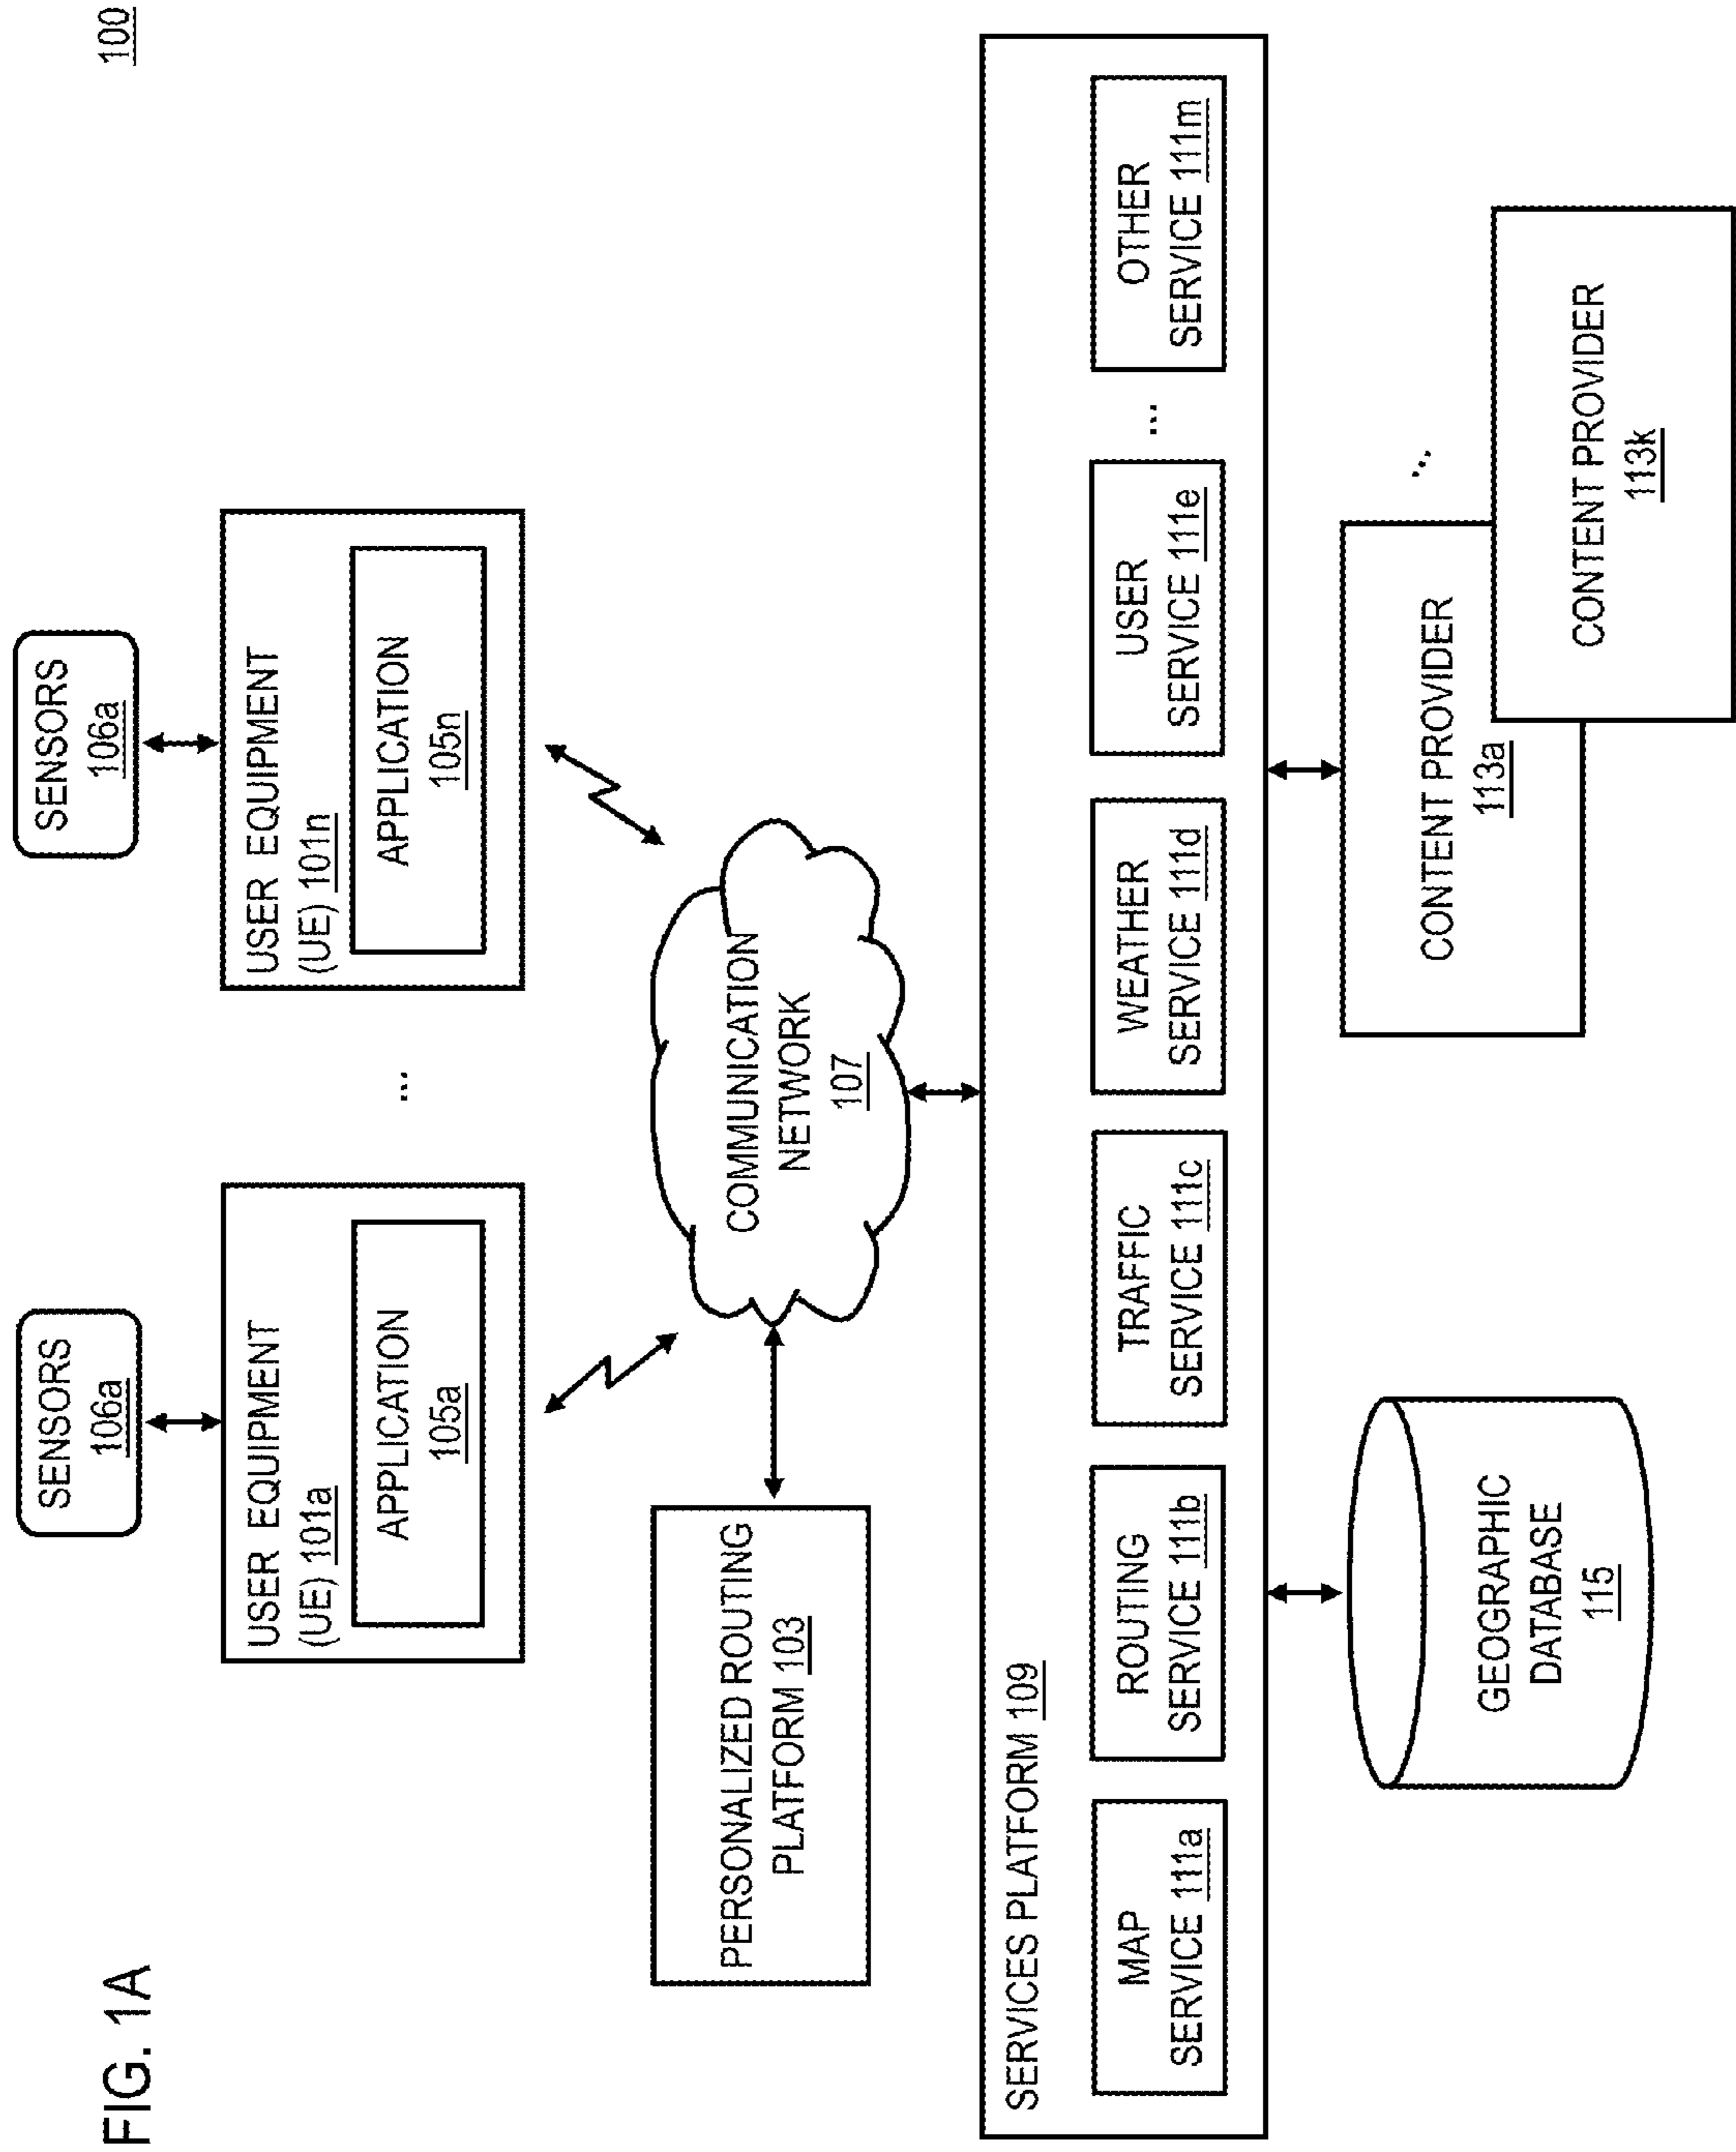 FIG. 1A
100
SENSORS
106a
SENSORS
106a
USER EQUIPMENT
(UE) 101a
APPLICATION
105a
...
USER EQUIPMENT
(UE) 101n
APPLICATION
105n
PERSONALIZED ROUTING
PLATFORM 103
COMMUNICATION
NETWORK
107
SERVICES PLATFORM 109
MAP
SERVICE 111a
ROUTING
SERVICE 111b
TRAFFIC
SERVICE 111c
WEATHER
SERVICE 111d
USER
SERVICE 111e
...
OTHER
SERVICE 111m
GEOGRAPHIC
DATABASE
115
CONTENT PROVIDER
113a
...
CONTENT PROVIDER
113k